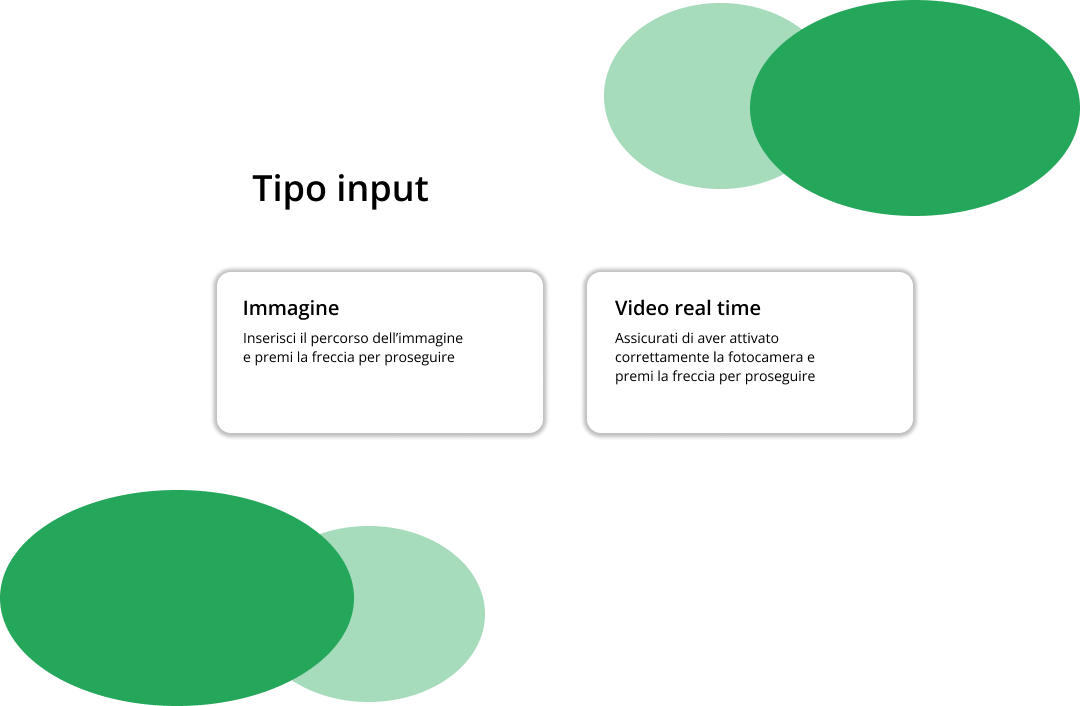 Tipo input
Immagine
Inserisci il percorso dell’immagine
e premi la freccia per proseguire
Video real time
Assicurati di aver attivato
correttamente la fotocamera e
premi la freccia per proseguire